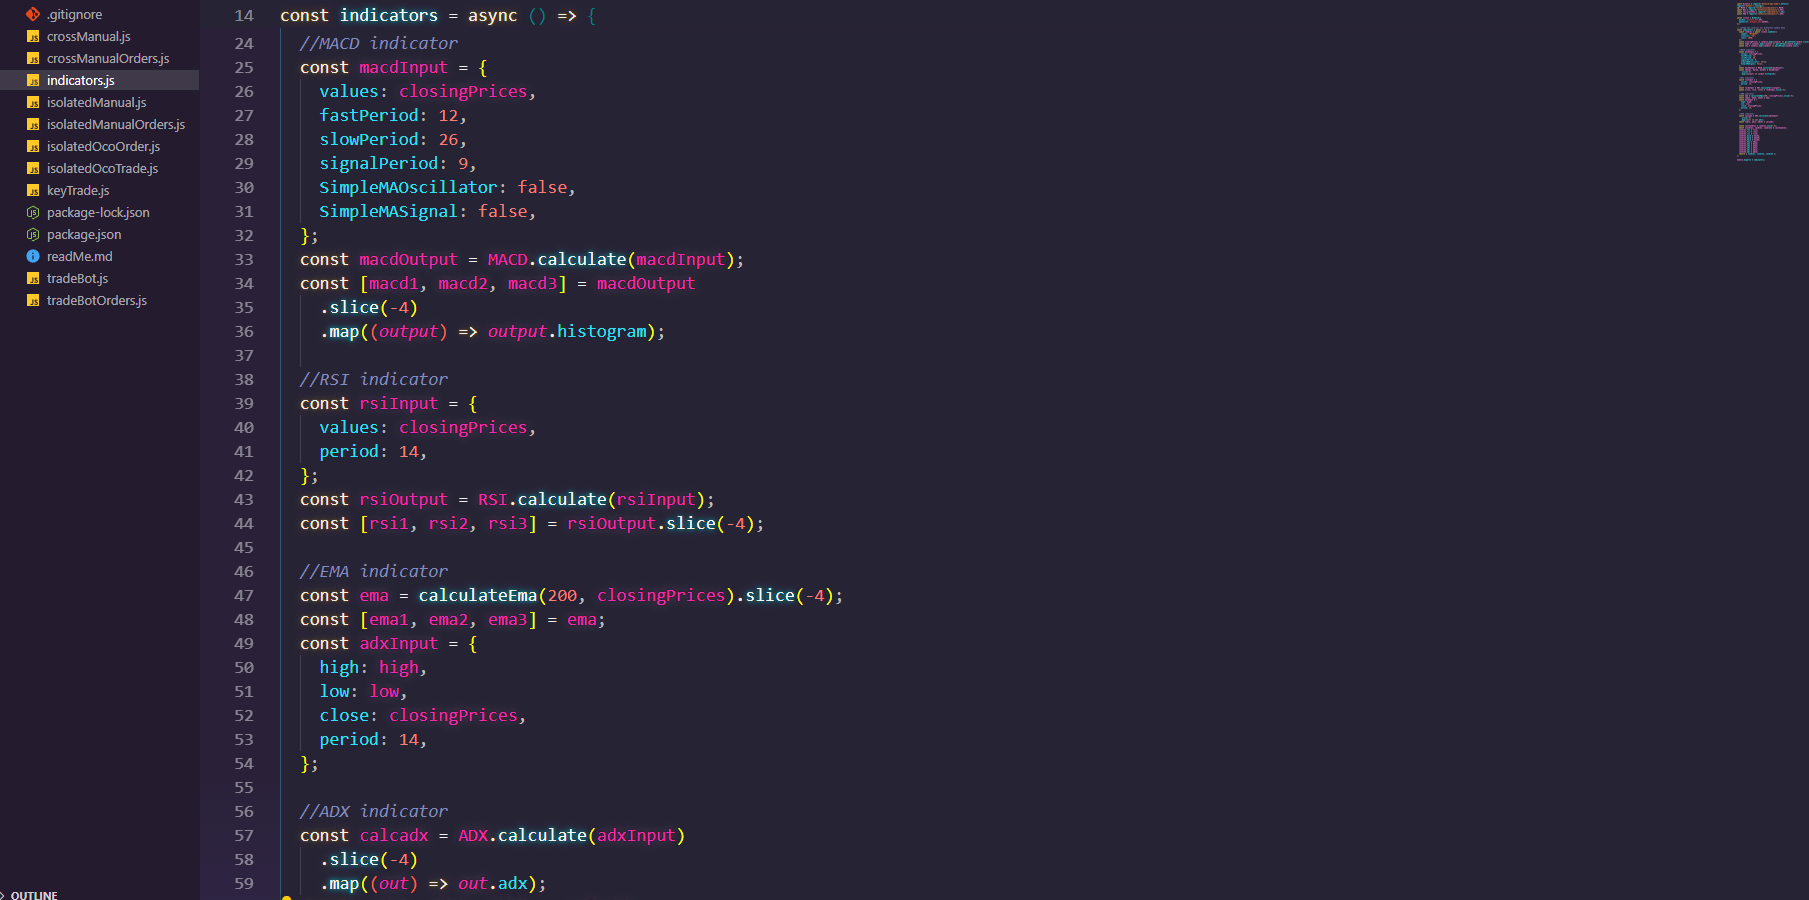 .gitignore
crossManual.js
crossManualOrders.js
indicators.js
isolatedManual.js
isolatedManualOrders.js
isolatedOcoOrder.js
isolatedOcoTrade.js
keyTrade.js
package-lock.json
package.json
readMe.md
tradeBot.js
tradeBotOrders.js
OUTLINE
14 const indicators = async () => {
24 //MACD indicator
25 const macdInput = {
26 values: closingPrices,
27 fastPeriod: 12,
28 slowPeriod: 26,
29 signalPeriod: 9,
30 SimpleMAOscillator: false,
31 SimpleMASignal: false,
32 };
33 const macdOutput = MACD.calculate(macdInput);
34 const [macd1, macd2, macd3] = macdOutput
35 .slice(-4)
36 .map((output) => output.histogram);
37
38 //RSI indicator
39 const rsiInput = {
40 values: closingPrices,
41 period: 14,
42 };
43 const rsiOutput = RSI.calculate(rsiInput);
44 const [rsi1, rsi2, rsi3] = rsiOutput.slice(-4);
45
46 //EMA indicator
47 const ema = calculateEma(200, closingPrices).slice(-4);
48 const [ema1, ema2, ema3] = ema;
49 const adxInput = {
50 high: high,
51 low: low,
52 close: closingPrices,
53 period: 14,
54 };
55
56 //ADX indicator
57 const calcadx = ADX.calculate(adxInput)
58 .slice(-4)
59 .map((out) => out.adx);